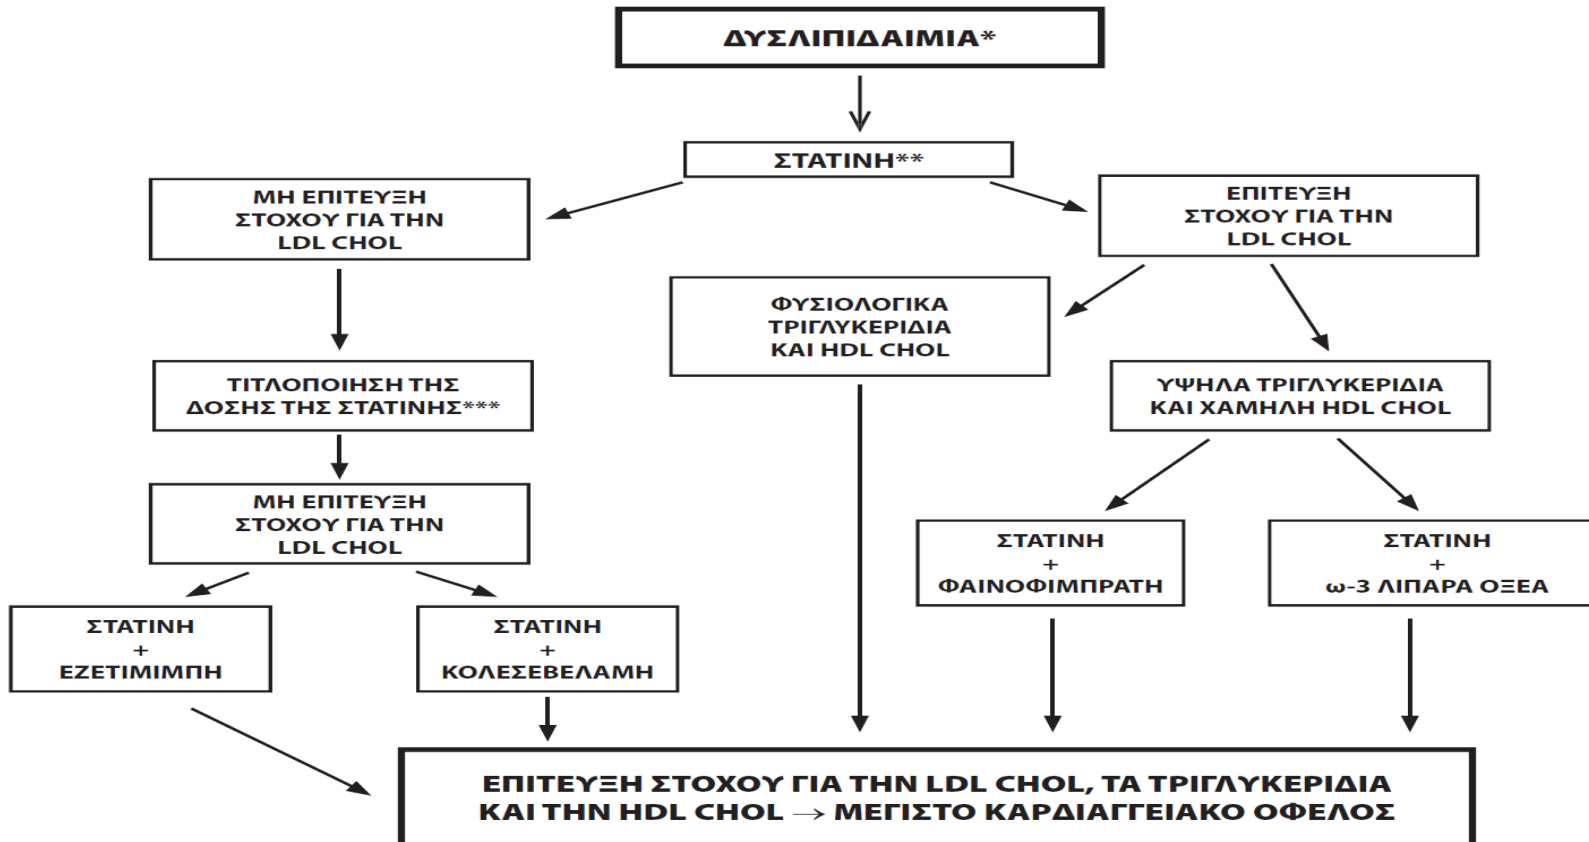 ΔΥΣΛΙΠΙΔΑΙΜΙΑ*
ΣΤΑΤΙΝΗ**
ΜΗ ΕΠΙΤΕΥΞΗ
ΣΤΟΧΟΥ ΓΙΑ ΤΗΝ
LDL CHOL
ΕΠΙΤΕΥΞΗ
ΣΤΟΧΟΥ ΓΙΑ ΤΗΝ
LDL CHOL
ΦΥΣΙΟΛΟΓΙΚΑ
ΤΡΙΓΛΥΚΕΡΙΔΙΑ
ΚΑΙ HDL CHOL
ΤΙΤΛΟΠΟΙΗΣΗ ΤΗΣ
ΔΟΣΗΣ ΤΗΣ ΣΤΑΤΙΝΗΣ***
ΥΨΗΛΑ ΤΡΙΓΛΥΚΕΡΙΔΙΑ
ΚΑΙ ΧΑΜΗΛΗ HDL CHOL
ΜΗ ΕΠΙΤΕΥΞΗ
ΣΤΟΧΟΥ ΓΙΑ ΤΗΝ
LDL CHOL
ΣΤΑΤΙΝΗ
+
ΦΑΙΝΟΦΙΜΠΡΑΤΗ
ΣΤΑΤΙΝΗ
+
ω-3 ΛΙΠΑΡΑ ΟΞΕΑ
ΣΤΑΤΙΝΗ
+
ΕΖΕΤΙΜΙΜΠΗ
ΣΤΑΤΙΝΗ
+
ΚΟΛΕΣΕΒΕΛΑΜΗ
ΕΠΙΤΕΥΞΗ ΣΤΟΧΟΥ ΓΙΑ ΤΗΝ LDL CHOL, ΤΑ ΤΡΙΓΛΥΚΕΡΙΔΙΑ
ΚΑΙ ΤΗΝ HDL CHOL → ΜΕΓΙΣΤΟ ΚΑΡΔΙΑΓΓΕΙΑΚΟ ΟΦΕΛΟΣ